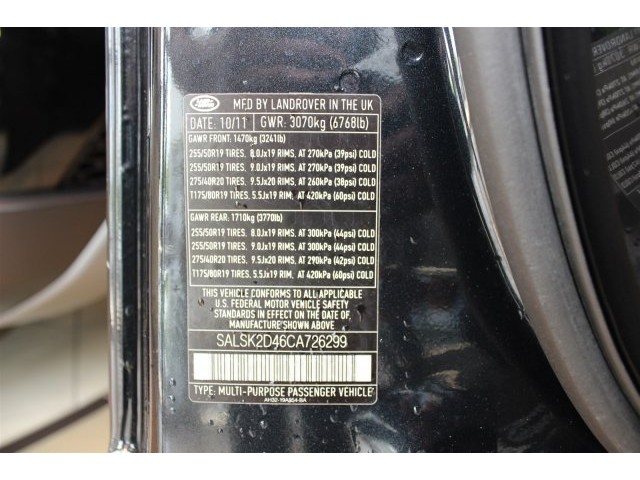 LAND ROVER
MFD BY LANDROVER IN THE UK
DATE: 10/11 GWR: 3070kg (6768lb)
GAWR FRONT: 1470kg (3241lb)
255/50R19 TIRES, 8.0Jx19 RIMS, AT 270kPa (39psi) COLD
255/50R19 TIRES, 9.0Jx19 RIMS, AT 270kPa (39psi) COLD
275/40R20 TIRES, 9.5Jx20 RIMS, AT 260kPa (38psi) COLD
T175/80R19 TIRES, 5.5Jx19 RIM, AT 420kPa (60psi) COLD
GAWR REAR: 1710kg (3770lb)
255/50R19 TIRES, 8.0Jx19 RIMS, AT 300kPa (44psi) COLD
255/50R19 TIRES, 9.0Jx19 RIMS, AT 300kPa (44psi) COLD
275/40R20 TIRES, 9.5Jx20 RIMS, AT 290kPa (42psi) COLD
T175/80R19 TIRES, 5.5Jx19 RIM, AT 420kPa (60psi) COLD
THIS VEHICLE CONFORMS TO ALL APPLICABLE
U.S. FEDERAL MOTOR VEHICLE SAFETY
STANDARDS IN EFFECT ON THE DATE OF
MANUFACTURE SHOWN ABOVE
SALSK2D46CA726299
TYPE: MULTI-PURPOSE PASSENGER VEHICLE
AH32-19A854-BA
LANDROVER